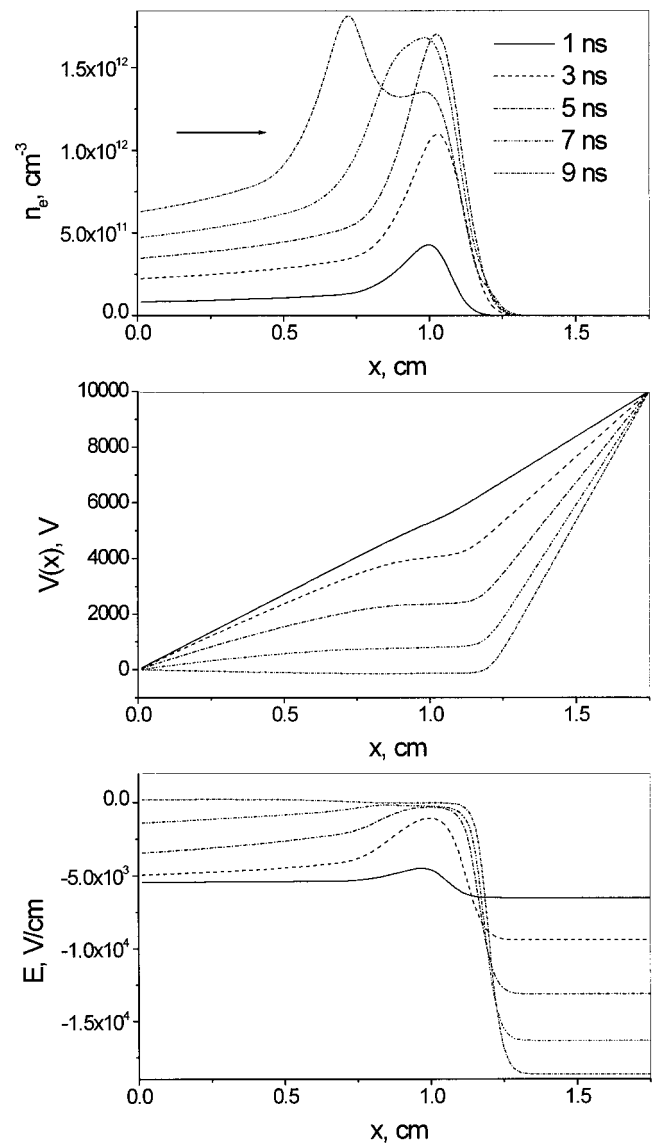 1 ns
3 ns
5 ns
7 ns
9 ns
nₑ, cm⁻³
1.5x10¹²
1.0x10¹²
5.0x10¹¹
0.0
0.0 0.5 1.0 1.5
x, cm
V(x), V
10000
8000
6000
4000
2000
0
0.0 0.5 1.0 1.5
x, cm
E, V/cm
0.0
-5.0x10³
-1.0x10⁴
-1.5x10⁴
0.0 0.5 1.0 1.5
x, cm